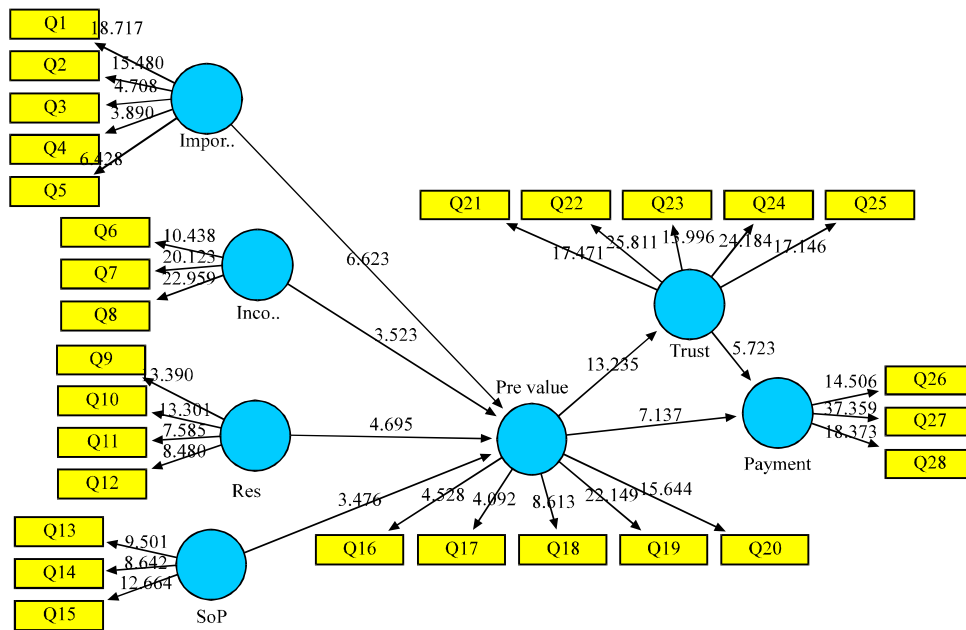 Q1
18.717
Q2
15.480
Q3
4.708
Q4
3.890
Q5
6.428
Impor..
Q6
10.438
Q7
20.123
Q8
22.959
Inco..
6.623
3.523
Q9
13.390
Q10
13.301
Q11
7.585
Q12
8.480
Res
4.695
Q13
9.501
Q14
8.642
Q15
12.664
SoP
3.476
Pre value
4.528
4.092
8.613
22.149
15.644
Q16
Q17
Q18
Q19
Q20
13.235
7.137
Q21
Q22
Q23
Q24
Q25
17.471
25.811
15.996
24.184
17.146
Trust
5.723
Payment
14.506
Q26
37.359
Q27
18.373
Q28